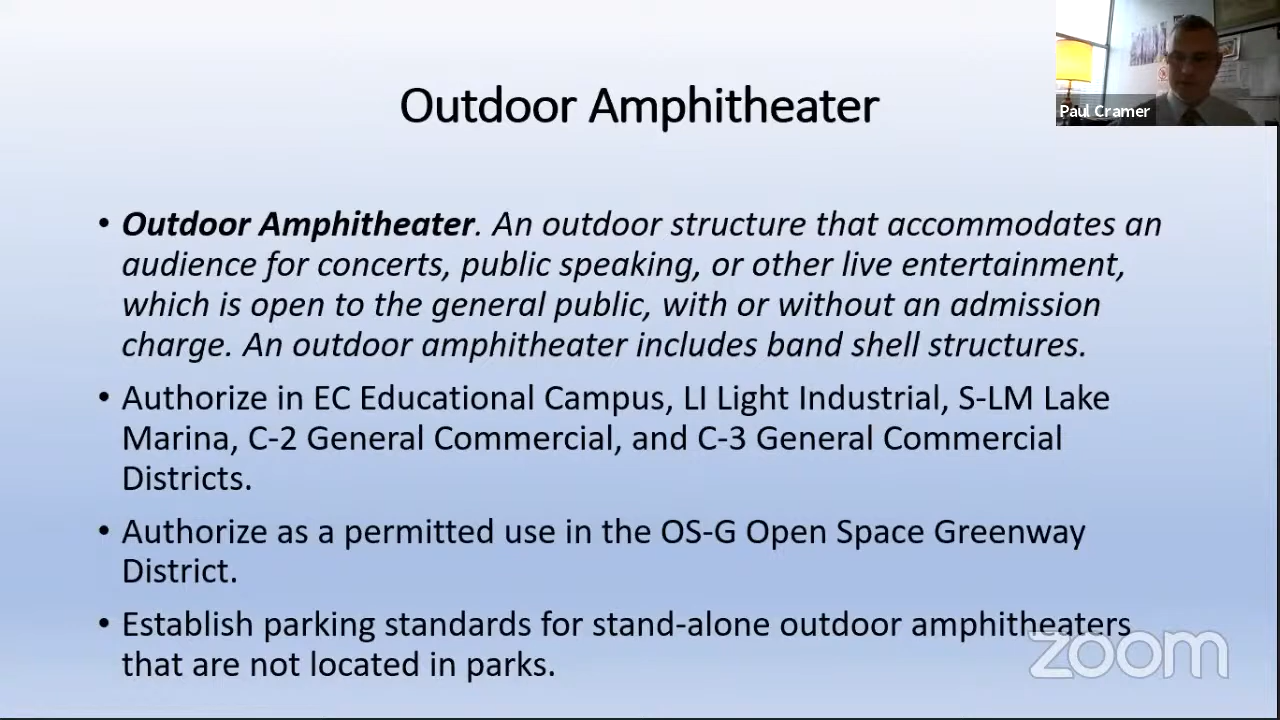 Outdoor Amphitheater
Paul Cramer
• Outdoor Amphitheater. An outdoor structure that accommodates an
audience for concerts, public speaking, or other live entertainment,
which is open to the general public, with or without an admission
charge. An outdoor amphitheater includes band shell structures.
• Authorize in EC Educational Campus, LI Light Industrial, S-LM Lake
Marina, C-2 General Commercial, and C-3 General Commercial
Districts.
• Authorize as a permitted use in the OS-G Open Space Greenway
District.
• Establish parking standards for stand-alone outdoor amphitheaters
that are not located in parks.
zoom